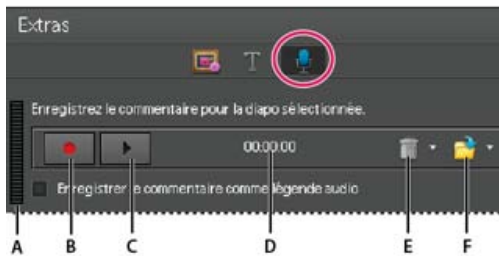 Extras
T
Enregistrez le commentaire pour la diapo sélectionnée.
00:00:00
Enregistrer le commentaire comme légende audio
A B C D E F